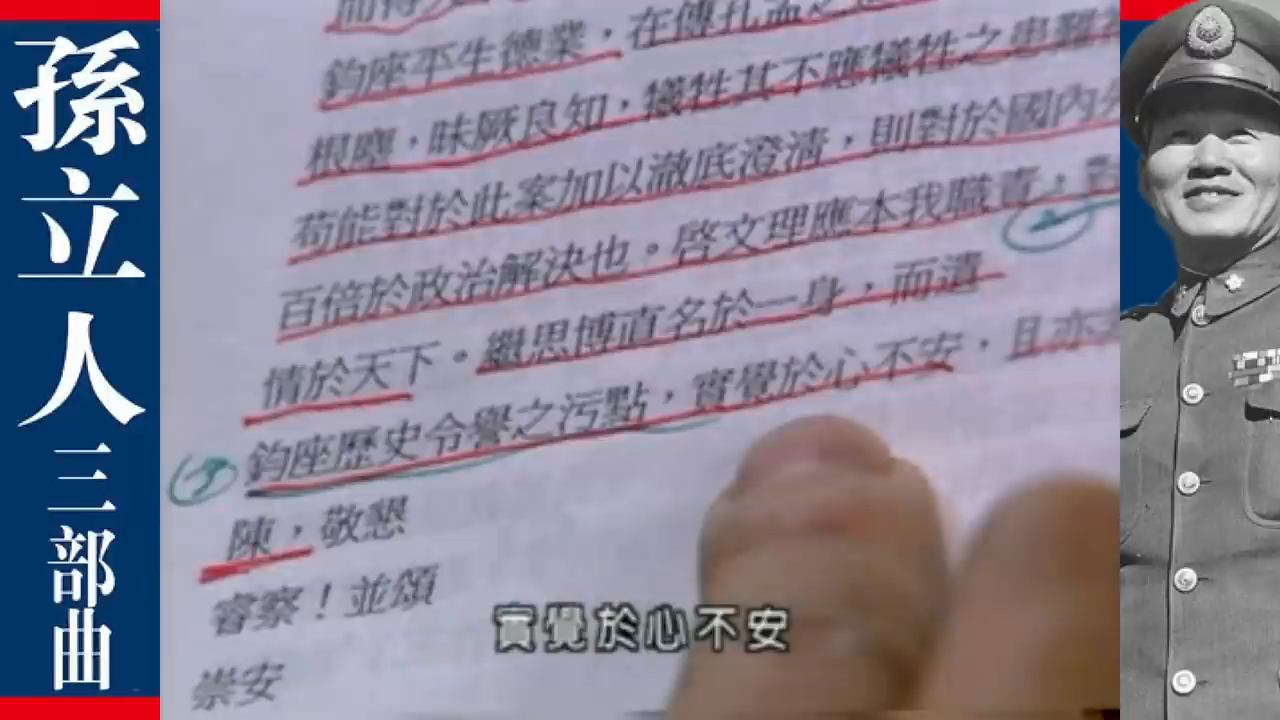 孫立人三部曲
鈞座平生德業，在傳孔孟之
根塵，昧厥良知，犧牲其不應犧牲之患難
苟能對於此案加以澈底澄清，則對於國內外
百倍於政治解決也。啓文理應本我職責，對
情於天下。繼思博直名於一身，而遺
鈞座歷史令譽之污點，實覺於心不安，且亦
陳，敬懇
睿察！並頌
崇安
實覺於心不安